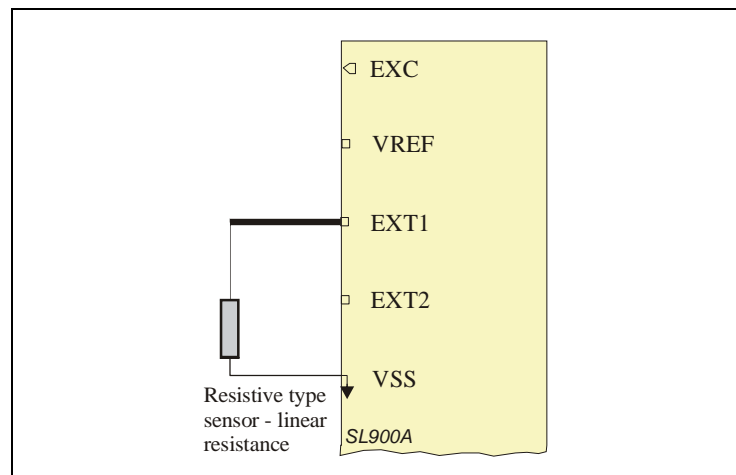 EXC
VREF
EXT1
EXT2
VSS
Resistive type
sensor - linear
resistance
SL900A